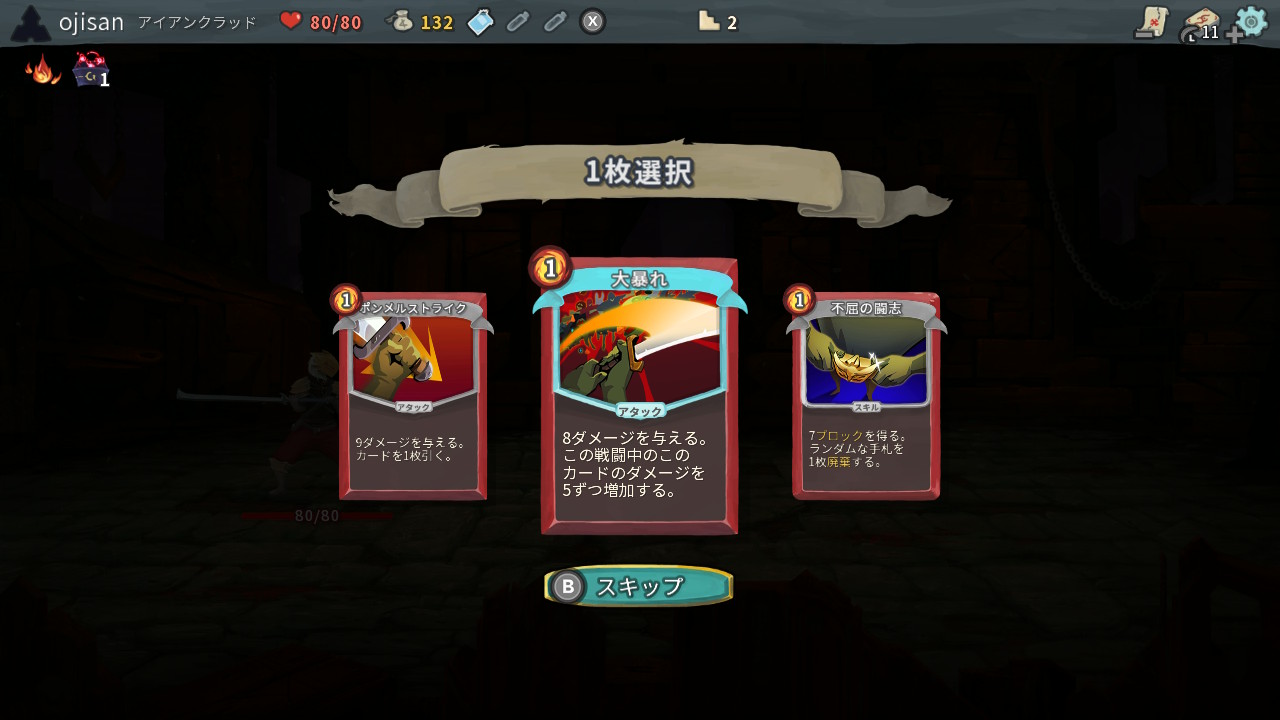 ojisan アイアンクラッド 80/80 132 X 2 L 11
1
1枚選択
1 ポンメルストライク
アタック
9ダメージを与える。
カードを1枚引く。
1 大暴れ
アタック
8ダメージを与える。
この戦闘中のこの
カードのダメージを
5ずつ増加する。
1 不屈の闘志
スキル
7ブロックを得る。
ランダムな手札を
1枚廃棄する。
80/80
B スキップ